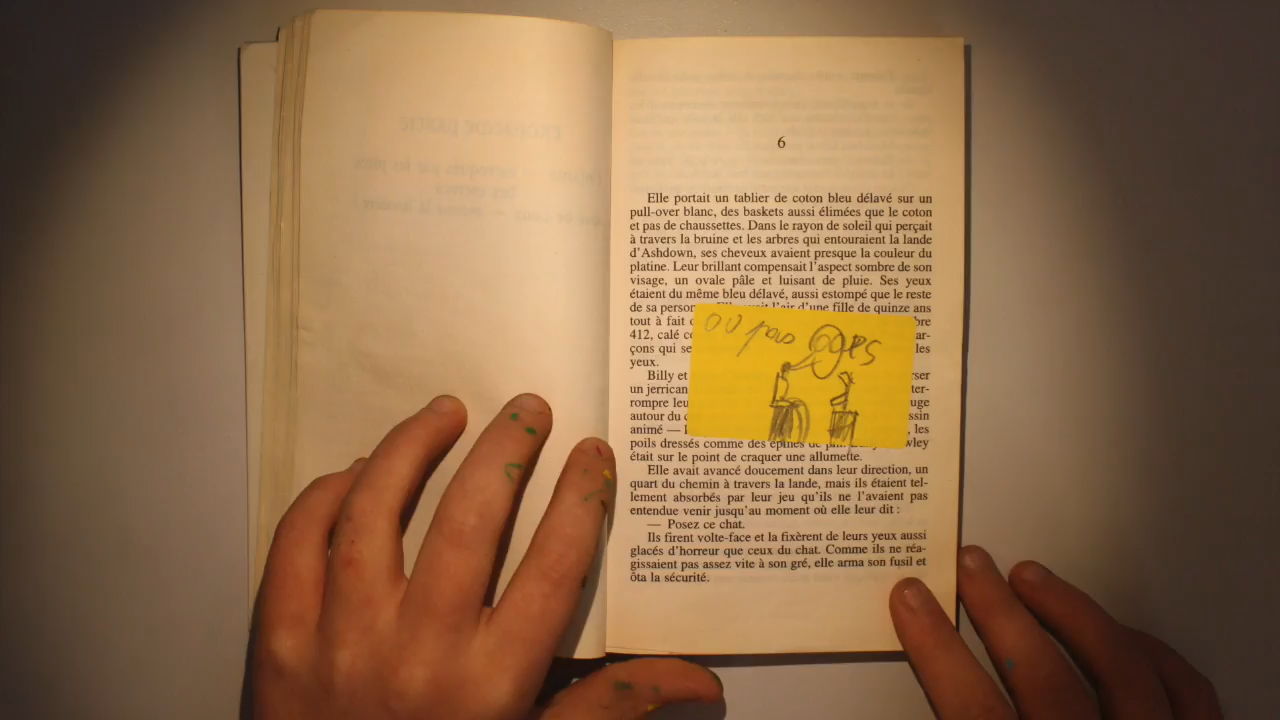 6
Elle portait un tablier de coton bleu délavé sur un
pull-over blanc, des baskets aussi élimées que le coton
et pas de chaussettes. Dans le rayon de soleil qui perçait
à travers la bruine et les arbres qui entouraient la lande
d'Ashdown, ses cheveux avaient presque la couleur du
platine. Leur brillant compensait l'aspect sombre de son
visage, un ovale pâle et luisant de pluie. Ses yeux
étaient du même bleu délavé, aussi estompé que le reste
de sa l'air d'une fille de quinze ans
tout à fait
412, calé
çons qui les
yeux.
Billy et
un jerrican
rompre
autour du
animé — les
poils dressés comme des
était sur le point de craquer une allumette.
Elle avait avancé doucement dans leur direction, un
quart du chemin à travers la lande, mais ils étaient tel-
lement absorbés par leur jeu qu'ils ne l'avaient pas
entendue venir jusqu'au moment où elle leur dit :
— Posez ce chat.
Ils firent volte-face et la fixèrent de leurs yeux aussi
glacés d'horreur que ceux du chat. Comme ils ne réa-
gissaient pas assez vite à son gré, elle arma son fusil et
ôta la sécurité.
ou pas